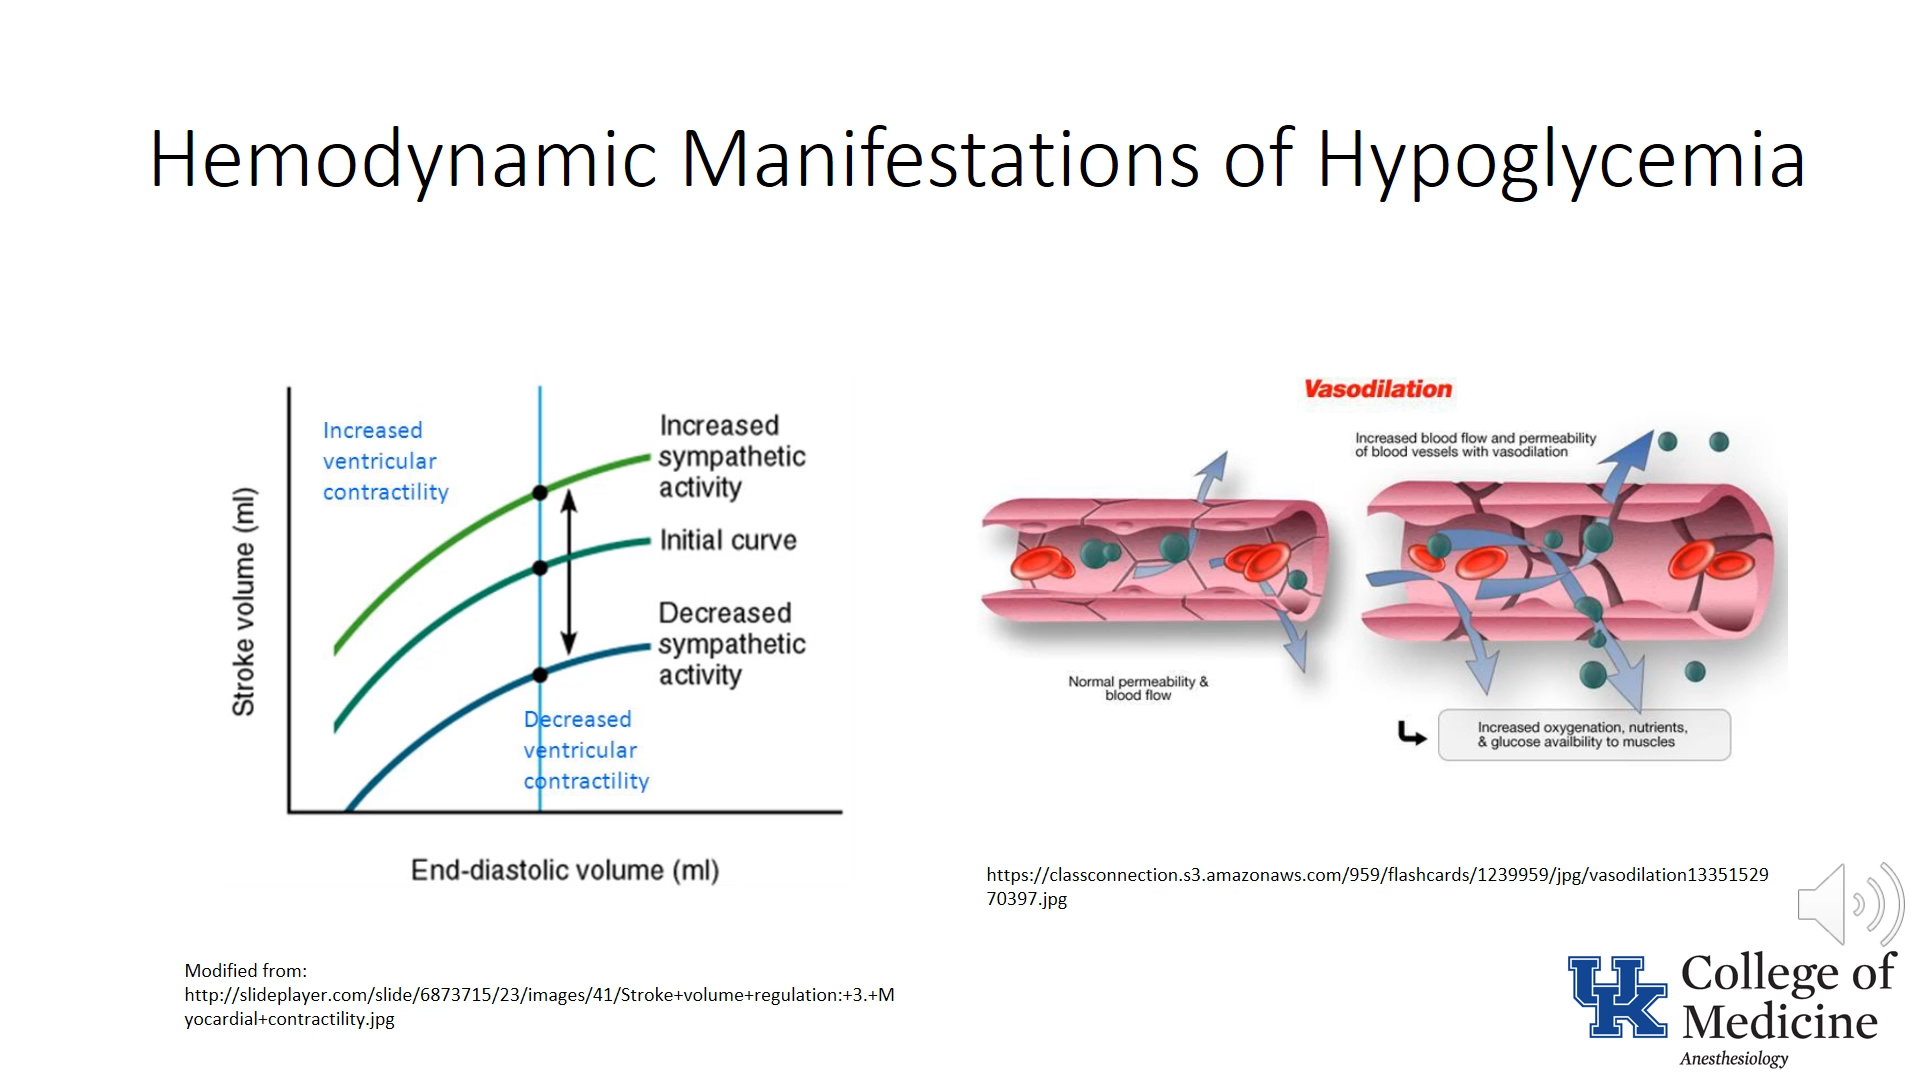 Hemodynamic Manifestations of Hypoglycemia
Increased
ventricular
contractility
Increased
sympathetic
activity
Initial curve
Decreased
sympathetic
activity
Decreased
ventricular
contractility
Stroke volume (ml)
End-diastolic volume (ml)
Modified from:
http://slideplayer.com/slide/6873715/23/images/41/Stroke+volume+regulation:+3.+M
yocardial+contractility.jpg
Vasodilation
Increased blood flow and permeability
of blood vessels with vasodilation
Normal permeability &
blood flow
Increased oxygenation, nutrients,
& glucose availbility to muscles
https://classconnection.s3.amazonaws.com/959/flashcards/1239959/jpg/vasodilation13351529
70397.jpg
UK
College of
Medicine
Anesthesiology